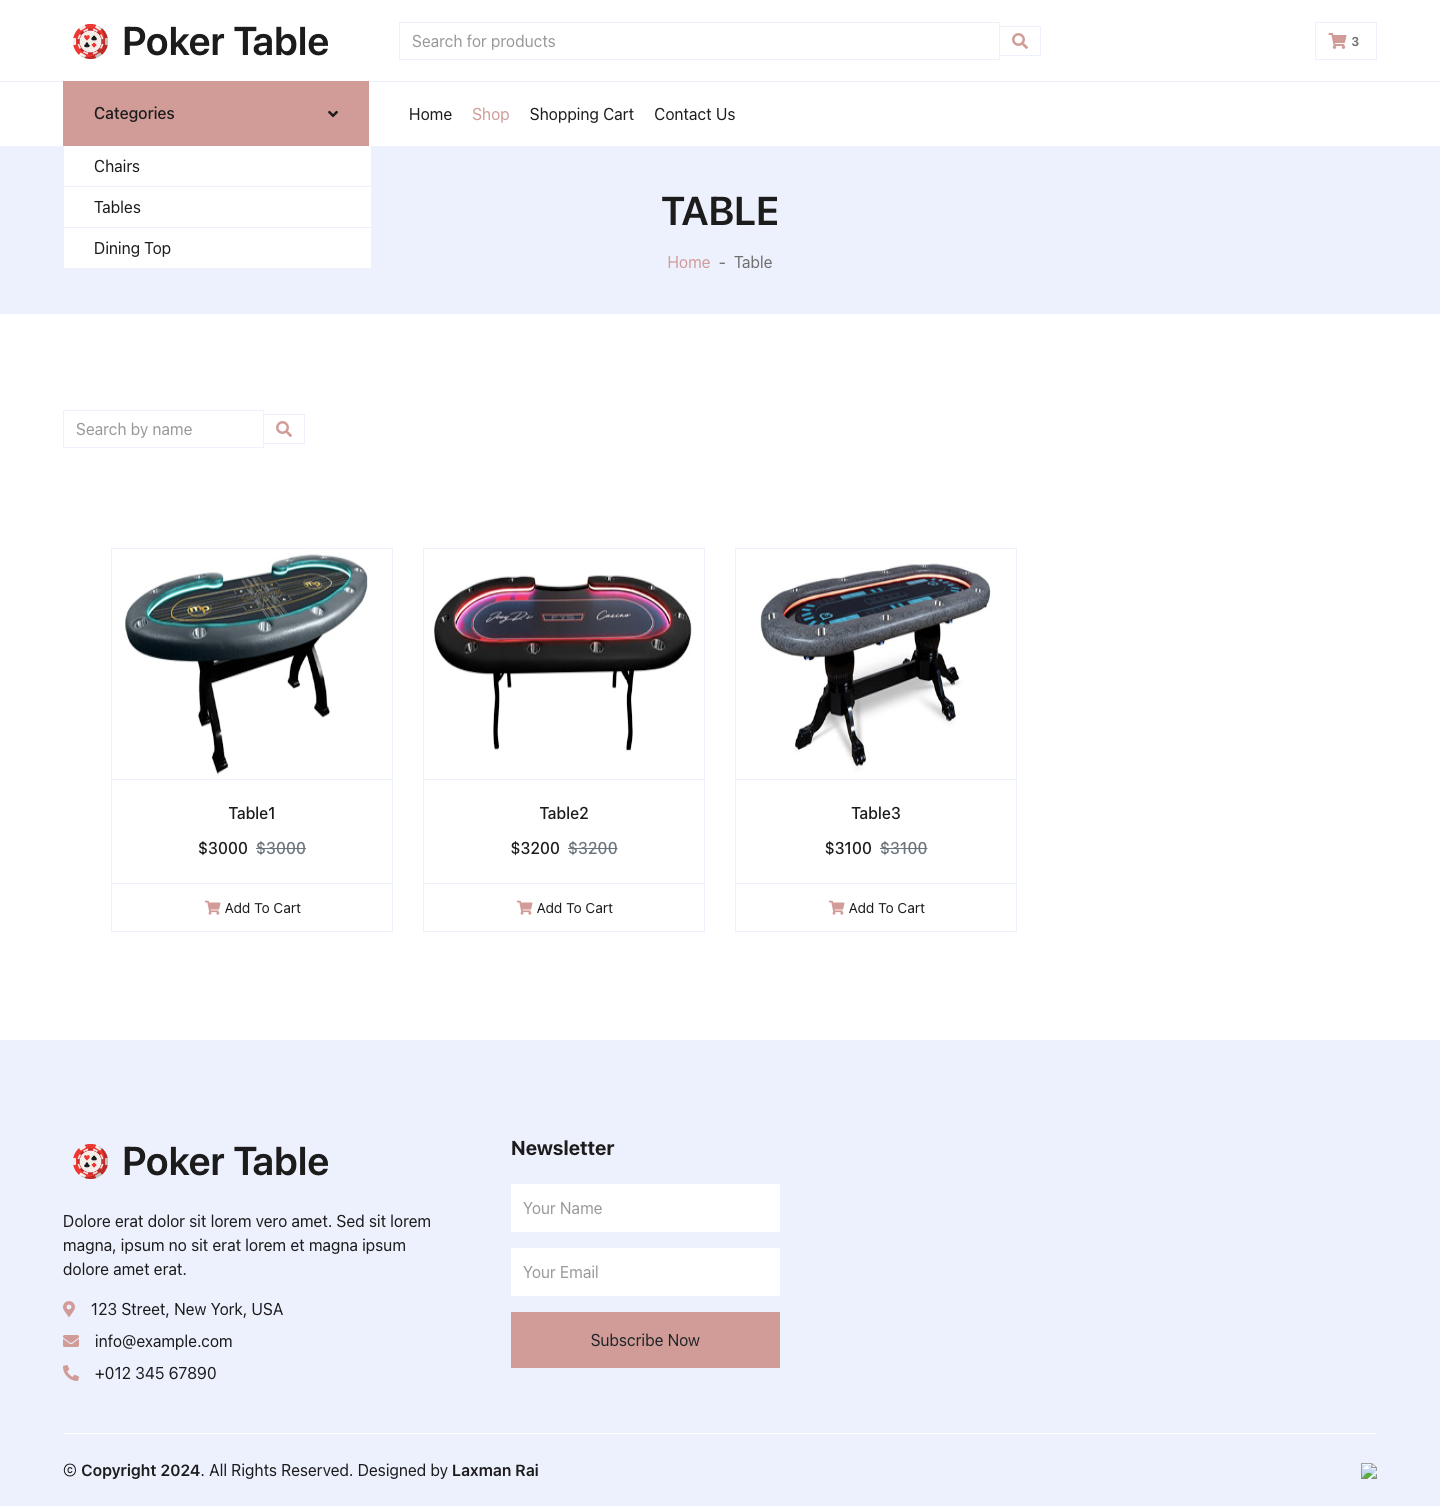 Poker Table
Search for products
3
Categories
Home Shop Shopping Cart Contact Us
Chairs
Tables
Dining Top
TABLE
Home - Table
Search by name
Table1
$3000 $3000
Add To Cart
Table2
$3200 $3200
Add To Cart
Table3
$3100 $3100
Add To Cart
Poker Table
Dolore erat dolor sit lorem vero amet. Sed sit lorem
magna, ipsum no sit erat lorem et magna ipsum
dolore amet erat.
123 Street, New York, USA
info@example.com
+012 345 67890
Newsletter
Your Name
Your Email
Subscribe Now
© Copyright 2024. All Rights Reserved. Designed by Laxman Rai